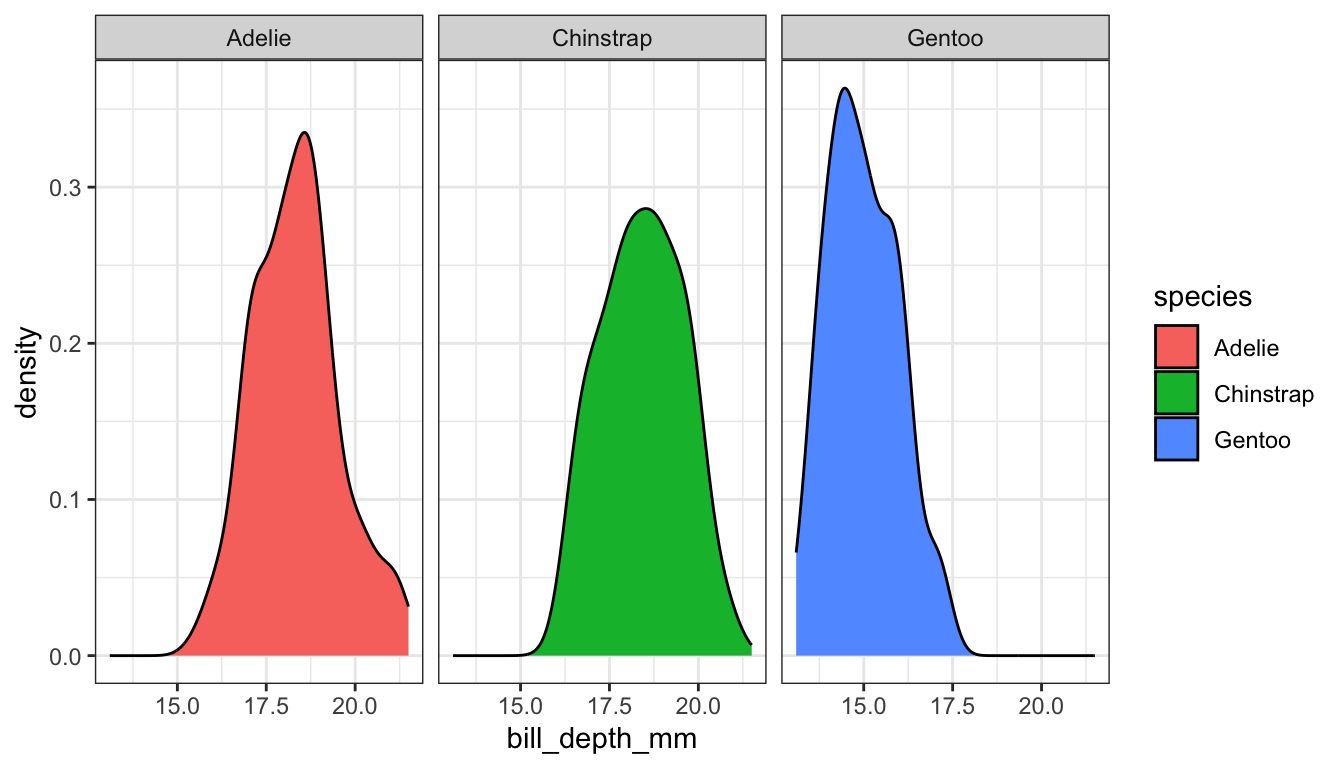 Adelie Chinstrap Gentoo
density
0.3
0.2
0.1
0.0
15.0 17.5 20.0 15.0 17.5 20.0 15.0 17.5 20.0
bill_depth_mm
species
Adelie
Chinstrap
Gentoo